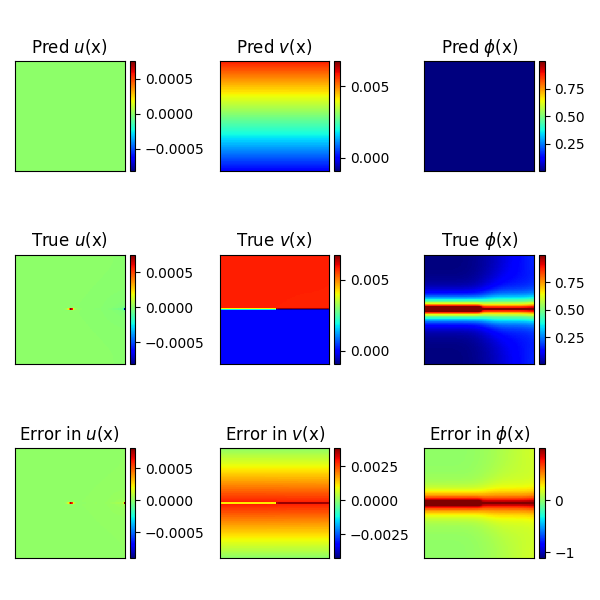 Pred u(x)
0.0005
0.0000
−0.0005
Pred v(x)
0.005
0.000
Pred ϕ(x)
0.75
0.50
0.25
True u(x)
0.0005
0.0000
−0.0005
True v(x)
0.005
0.000
True ϕ(x)
0.75
0.50
0.25
Error in u(x)
0.0005
0.0000
−0.0005
Error in v(x)
0.0025
0.0000
−0.0025
Error in ϕ(x)
0
−1